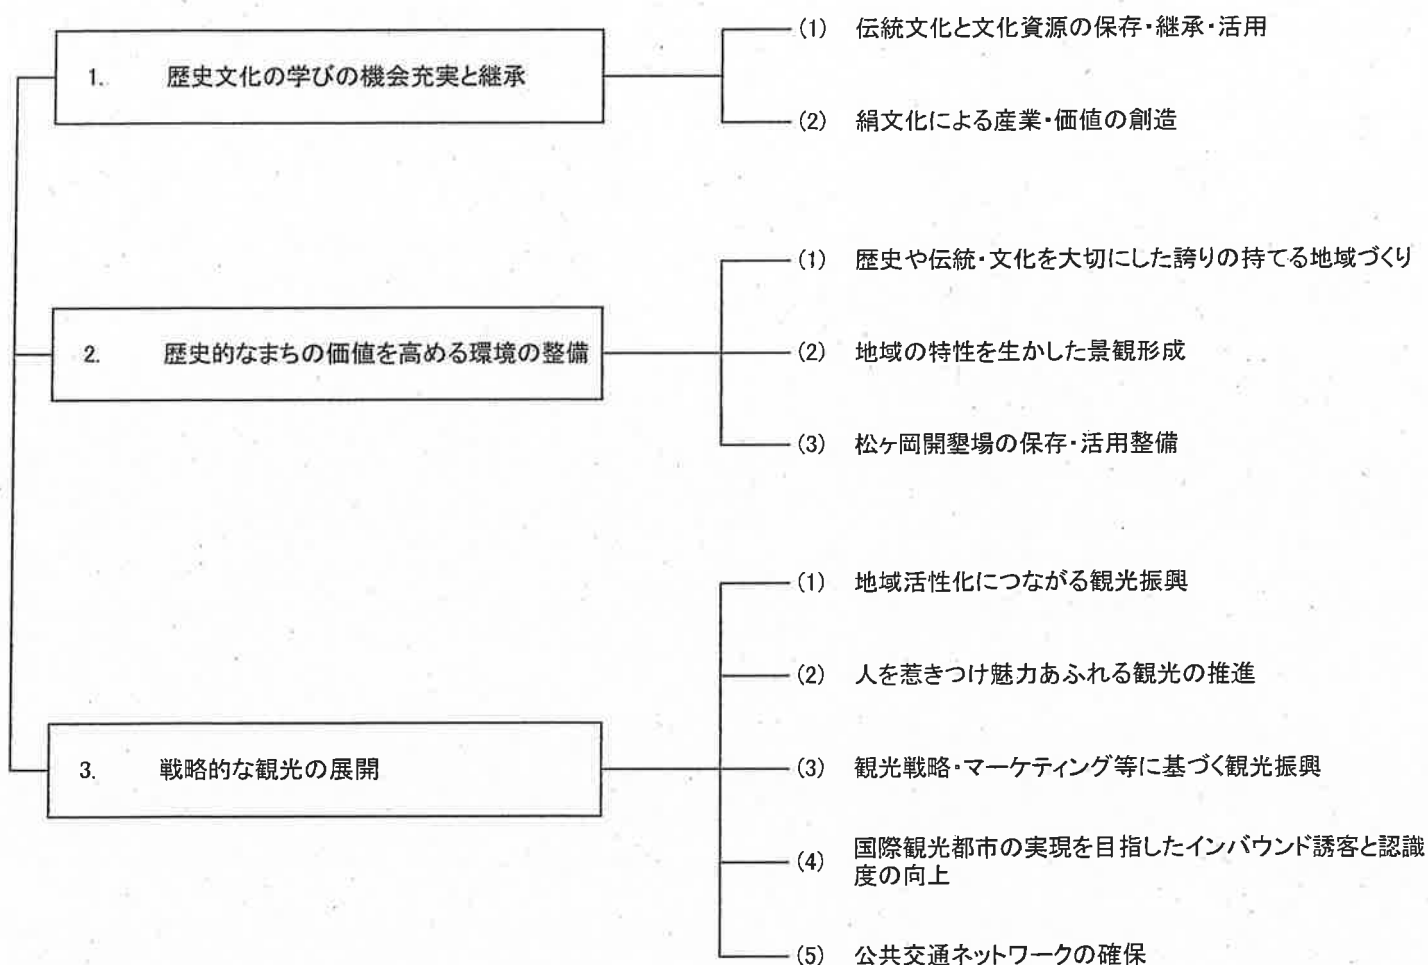 1. 歴史文化の学びの機会充実と継承
(1) 伝統文化と文化資源の保存・継承・活用
(2) 絹文化による産業・価値の創造
2. 歴史的なまちの価値を高める環境の整備
(1) 歴史や伝統・文化を大切にした誇りの持てる地域づくり
(2) 地域の特性を生かした景観形成
(3) 松ヶ岡開墾場の保存・活用整備
3. 戦略的な観光の展開
(1) 地域活性化につながる観光振興
(2) 人を惹きつけ魅力あふれる観光の推進
(3) 観光戦略・マーケティング等に基づく観光振興
(4) 国際観光都市の実現を目指したインバウンド誘客と認識
度の向上
(5) 公共交通ネットワークの確保